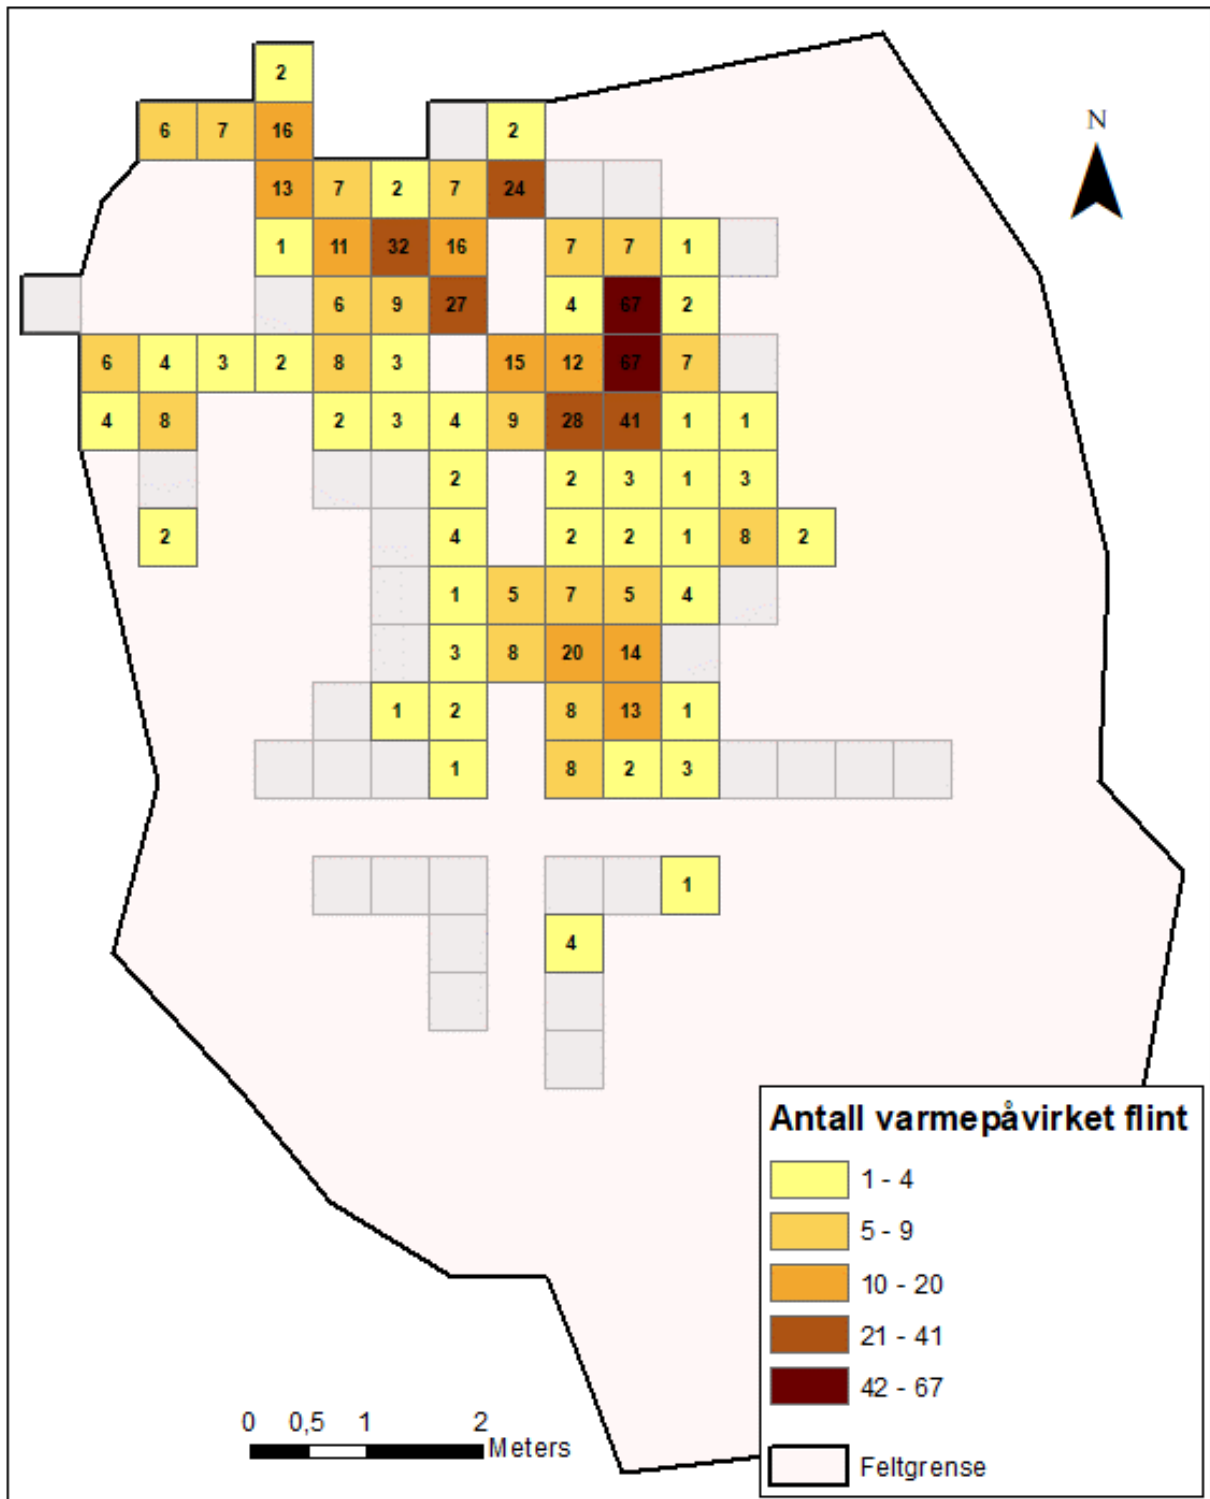 2
6 7 16 2
N
13 7 2 7 24
1 11 32 16 7 7 1
6 9 27 4 67 2
6 4 3 2 8 3 15 12 67 7
4 8 2 3 4 9 28 41 1 1
2 2 3 1 3
2 4 2 2 1 8 2
1 5 7 5 4
3 8 20 14
1 2 8 13 1
1 8 2 3
1
4
Antall varmepåvirket flint
1 - 4
5 - 9
10 - 20
21 - 41
42 - 67
Feltgrense
0 0,5 1 2
Meters